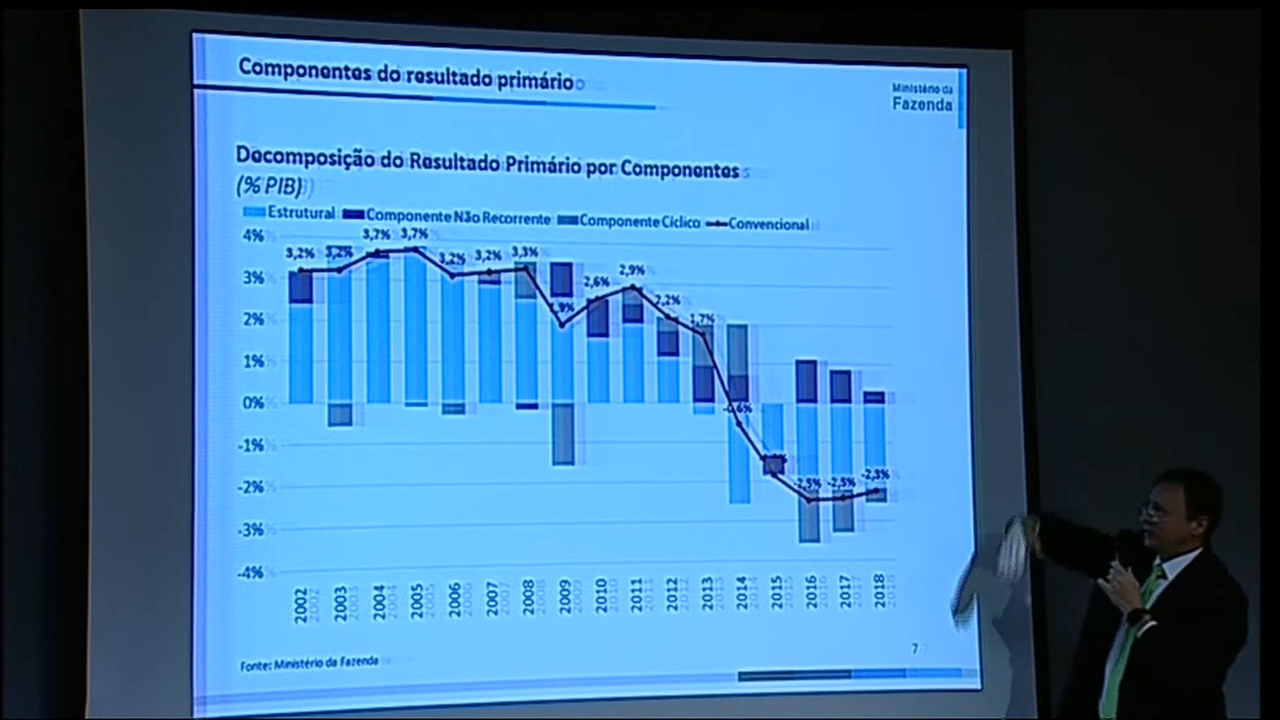 Componentes do resultado primário
Ministério da
Fazenda
Decomposição do Resultado Primário por Componentes
(% PIB)
Estrutural Componente Não Recorrente Componente Cíclico Convencional
4%
3%
2%
1%
0%
-1%
-2%
-3%
-4%
3,2% 3,2% 3,7% 3,7% 3,2% 3,2% 3,3% ,9% 2,6% 2,9% 2,2% 1,7% -0,6% -2,5% -2,5% -2,3%
2002 2003 2004 2005 2006 2007 2008 2009 2010 2011 2012 2013 2014 2015 2016 2017 2018
Fonte: Ministério da Fazenda
7